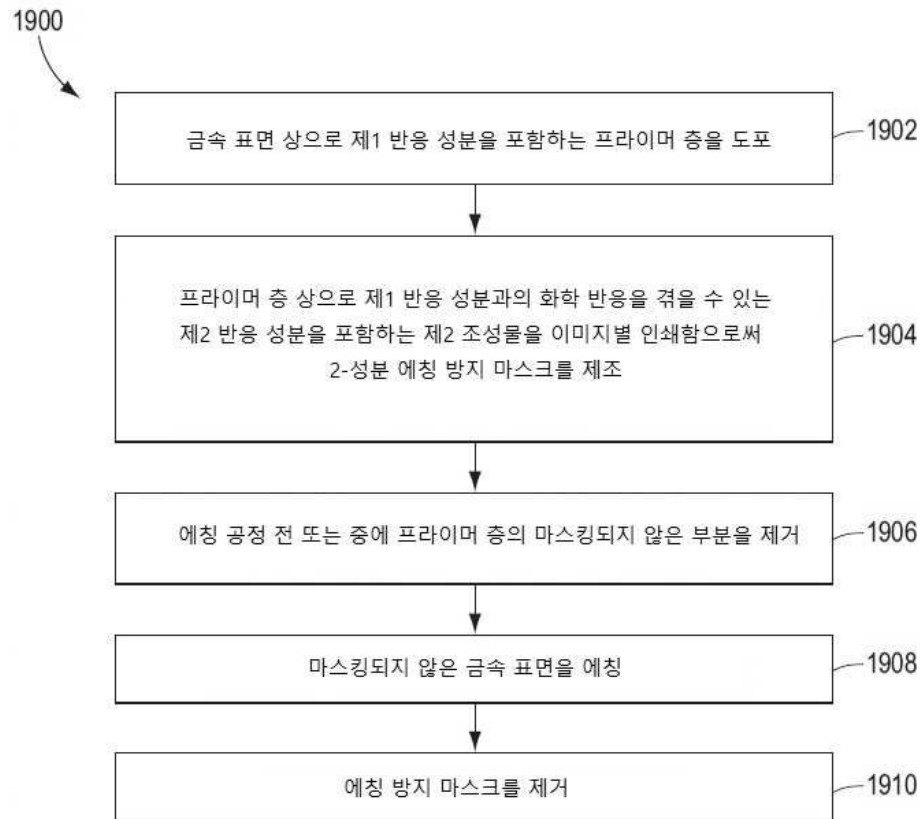 1900
금속 표면 상으로 제1 반응 성분을 포함하는 프라이머 층을 도포
1902
프라이머 층 상으로 제1 반응 성분과의 화학 반응을 겪을 수 있는
제2 반응 성분을 포함하는 제2 조성물을 이미지별 인쇄함으로써
2-성분 에칭 방지 마스크를 제조
1904
에칭 공정 전 또는 중에 프라이머 층의 마스킹되지 않은 부분을 제거
1906
마스킹되지 않은 금속 표면을 에칭
1908
에칭 방지 마스크를 제거
1910